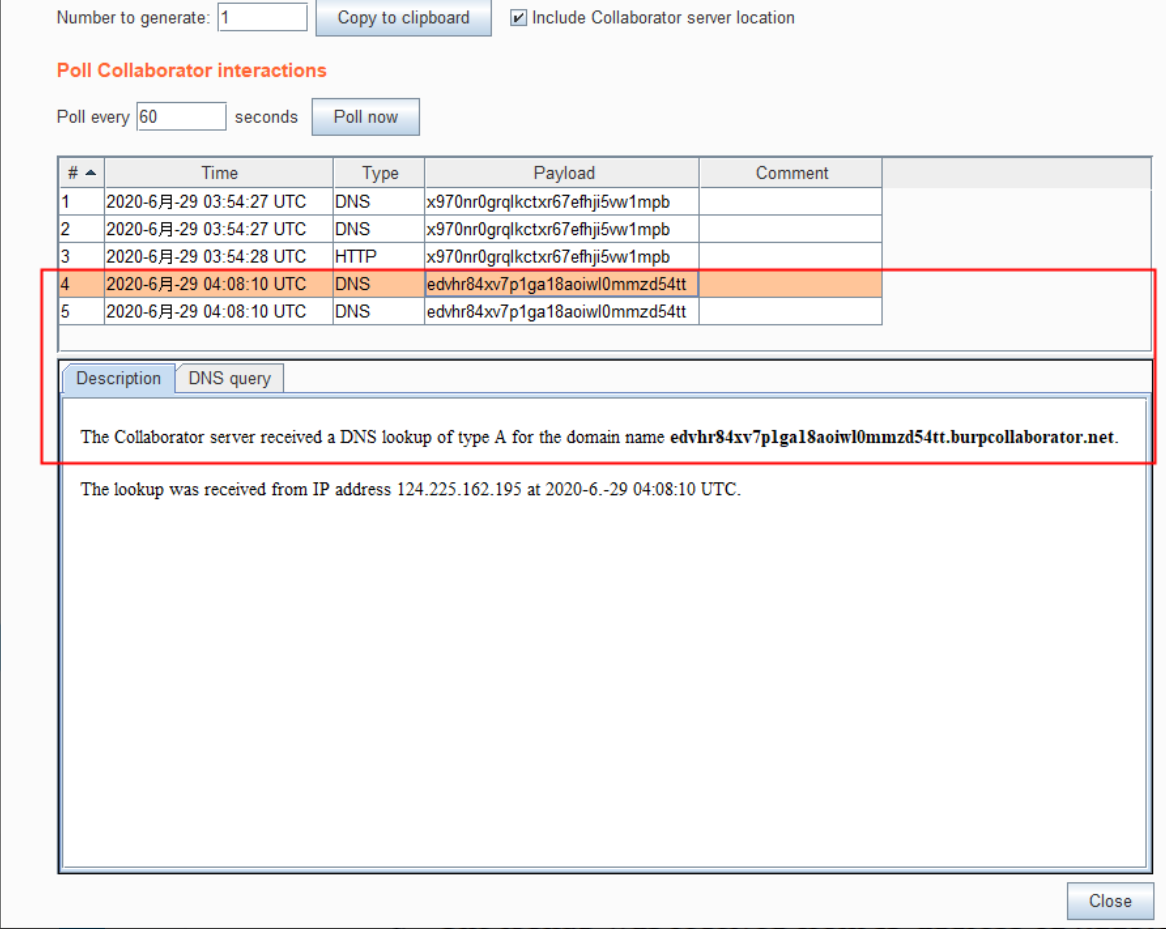 Number to generate: 1 Copy to clipboard Include Collaborator server location
Poll Collaborator interactions
Poll every 60 seconds Poll now
# Time Type Payload Comment
1 2020-6月-29 03:54:27 UTC DNS x970nr0grqlkctxr67efhji5vw1mpb
2 2020-6月-29 03:54:27 UTC DNS x970nr0grqlkctxr67efhji5vw1mpb
3 2020-6月-29 03:54:28 UTC HTTP x970nr0grqlkctxr67efhji5vw1mpb
4 2020-6月-29 04:08:10 UTC DNS edvhr84xv7p1ga18aoiwl0mmzd54tt
5 2020-6月-29 04:08:10 UTC DNS edvhr84xv7p1ga18aoiwl0mmzd54tt
Description DNS query
The Collaborator server received a DNS lookup of type A for the domain name edvhr84xv7p1ga18aoiwl0mmzd54tt.burpcollaborator.net.
The lookup was received from IP address 124.225.162.195 at 2020-6.-29 04:08:10 UTC.
Close